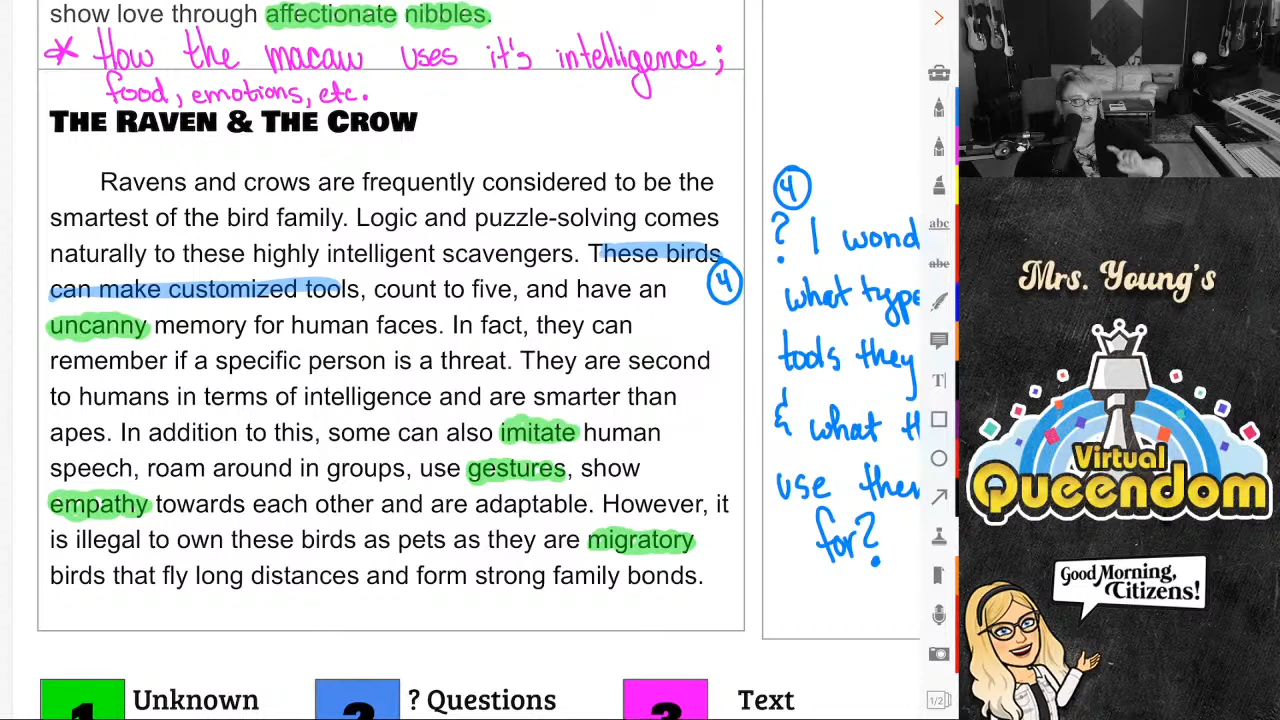 show love through affectionate nibbles.
* How the macaw uses it's intelligence;
food, emotions, etc.
THE RAVEN & THE CROW
Ravens and crows are frequently considered to be the
smartest of the bird family. Logic and puzzle-solving comes
naturally to these highly intelligent scavengers. These birds
can make customized tools, count to five, and have an
uncanny memory for human faces. In fact, they can
remember if a specific person is a threat. They are second
to humans in terms of intelligence and are smarter than
apes. In addition to this, some can also imitate human
speech, roam around in groups, use gestures, show
empathy towards each other and are adaptable. However, it
is illegal to own these birds as pets as they are migratory
birds that fly long distances and form strong family bonds.
4
4
? I wond
what type
tools they
& what th
use them
for?
1 Unknown
2 ? Questions
3 Text
abc
abc
T
1/2
Mrs. Young's
Virtual
Queendom
Good Morning,
Citizens!